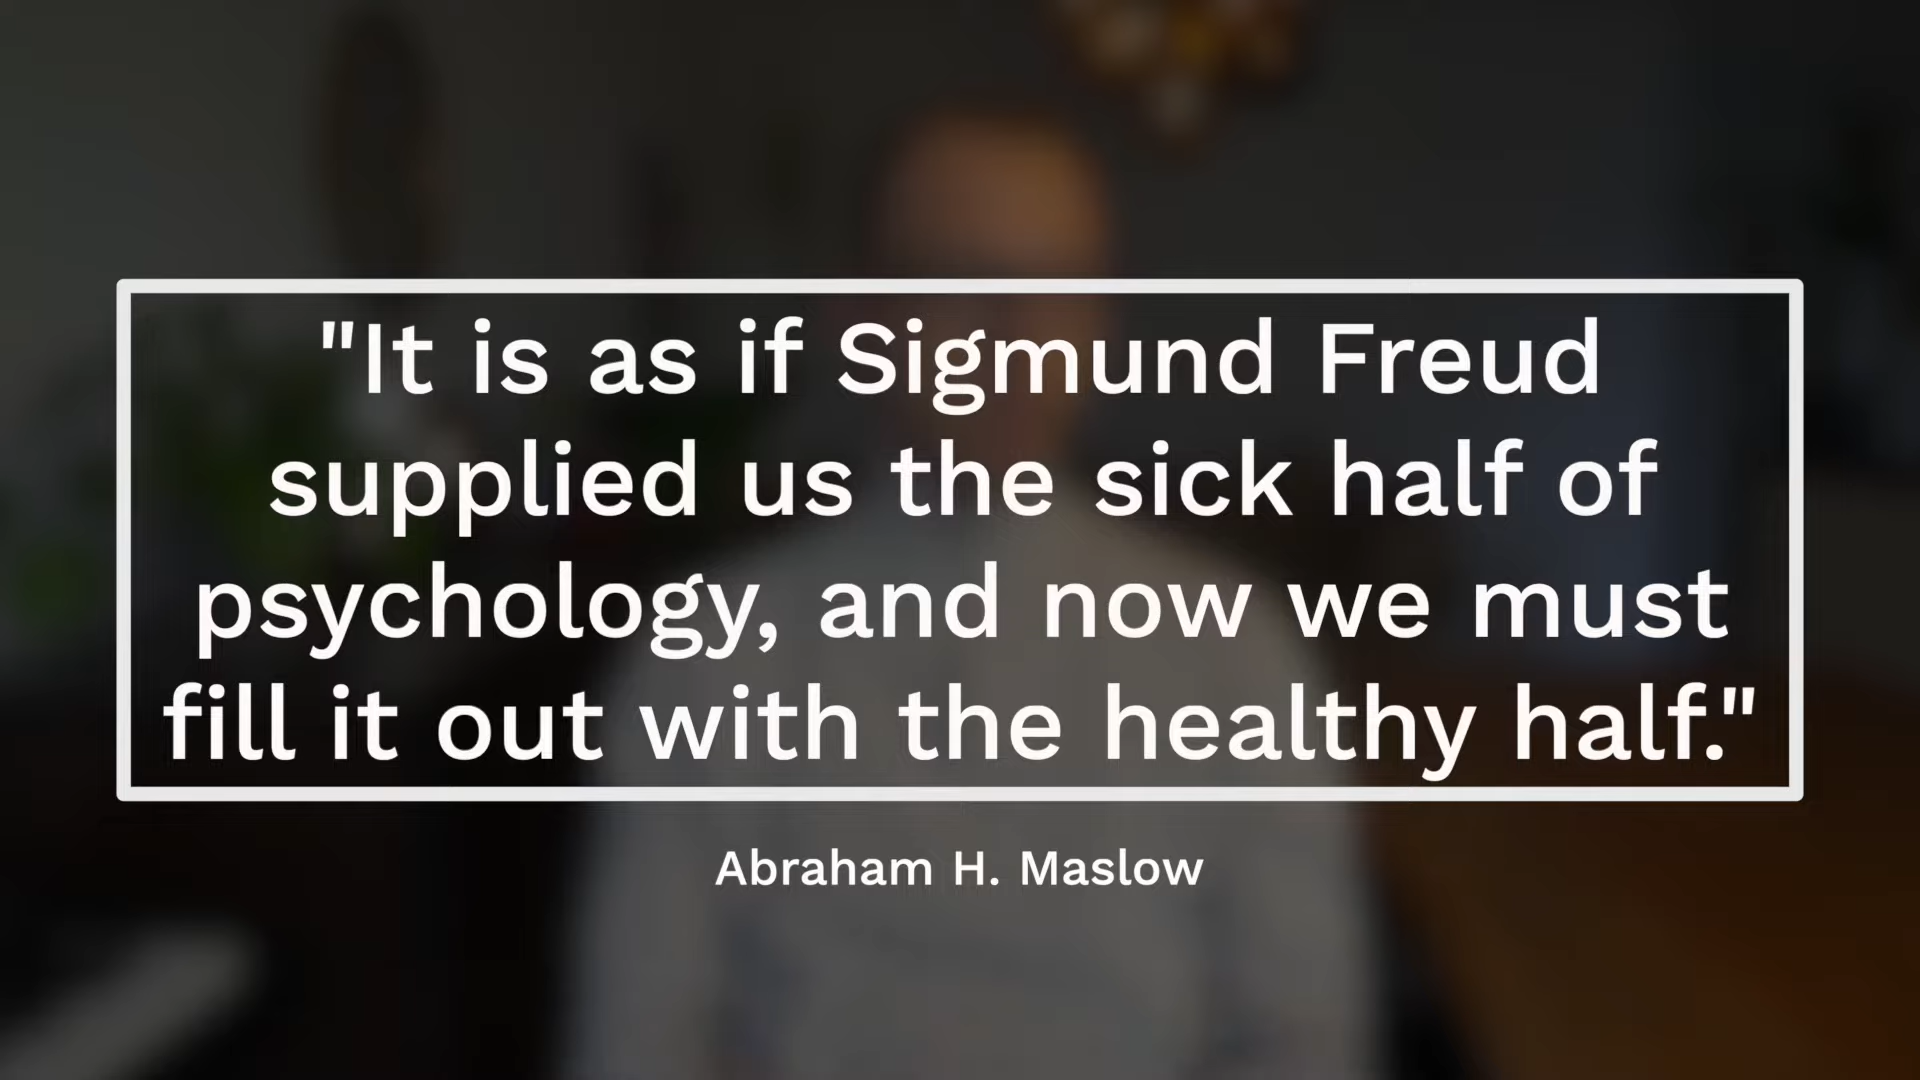 "It is as if Sigmund Freud
supplied us the sick half of
psychology, and now we must
fill it out with the healthy half."
Abraham H. Maslow